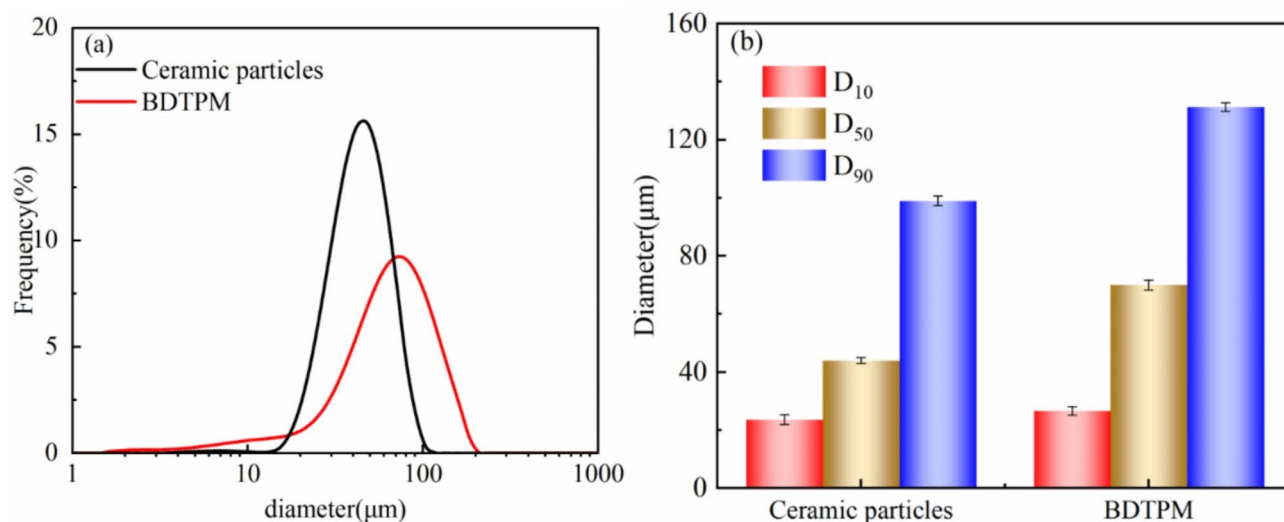 (a)
Ceramic particles
BDTPM
Frequency(%)
20
15
10
5
0
1 10 100 1000
diameter(μm)
(b)
D10
D50
D90
Diameter(μm)
160
120
80
40
0
Ceramic particles BDTPM